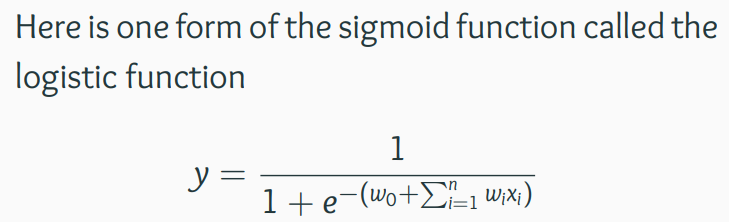 Here is one form of the sigmoid function called the
logistic function
y = 1 / (1 + e^−(w₀+∑ⁿᵢ₌₁ wᵢxᵢ))